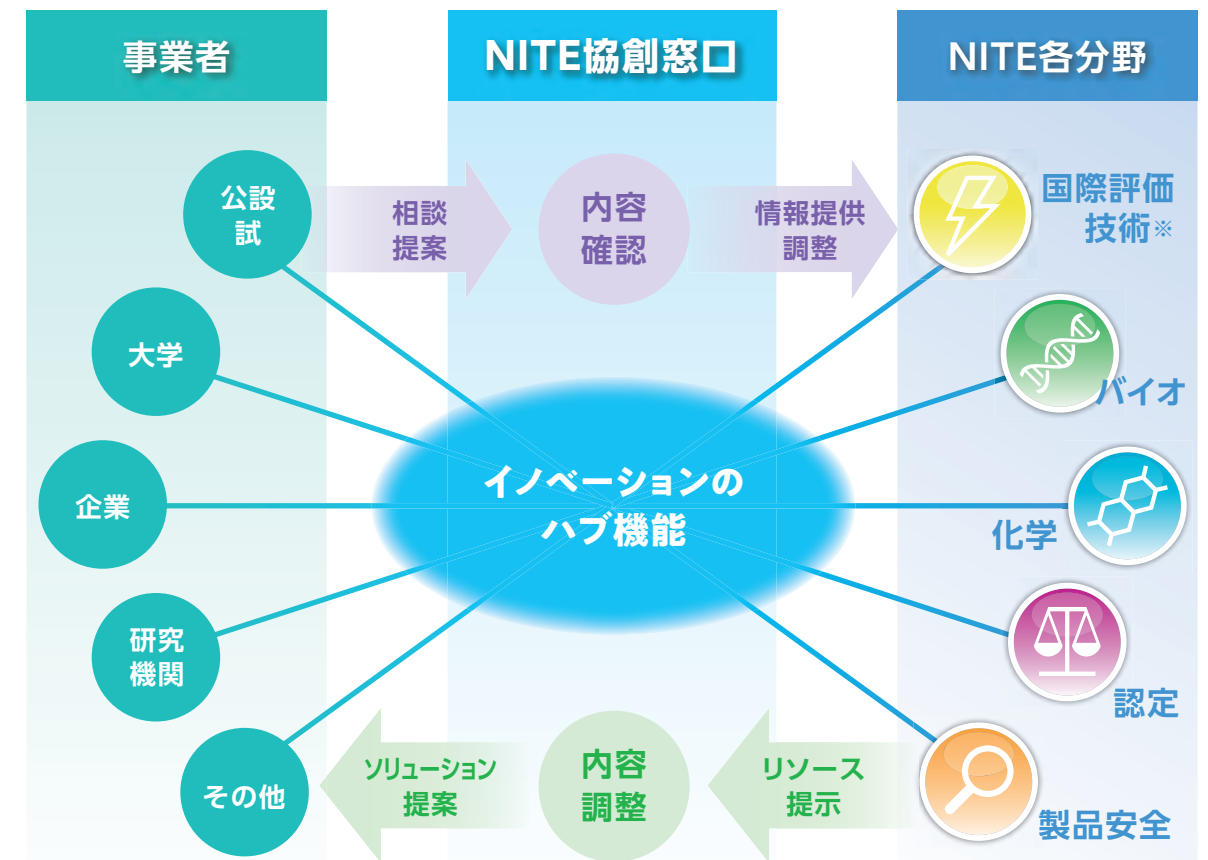 事業者
NITE協創窓口
NITE各分野
公設
試
相談
提案
内容
確認
情報提供
調整
国際評価
技術※
大学
バイオ
企業
イノベーションの
ハブ機能
化学
研究
機関
認定
その他
ソリューション
提案
内容
調整
リソース
提示
製品安全